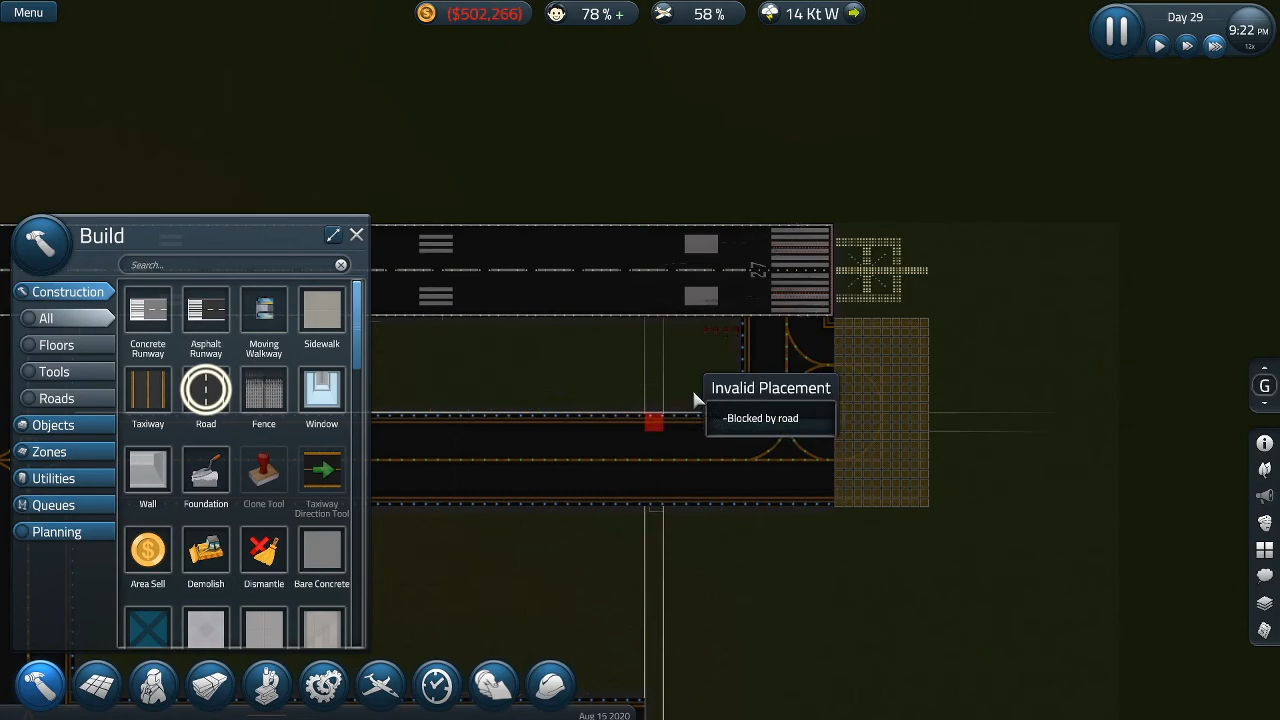 Menu
($502,266)
78 % +
58 %
14 Kt W
Day 29
9:22 PM
12x
Build
Search...
Construction
All
Floors
Tools
Roads
Objects
Zones
Utilities
Queues
Planning
Concrete Runway
Asphalt Runway
Moving Walkway
Sidewalk
Taxiway
Road
Fence
Window
Wall
Foundation
Clone Tool
Taxiway Direction Tool
Area Sell
Demolish
Dismantle
Bare Concrete
27
Invalid Placement
-Blocked by road
G
Aug 15 2020